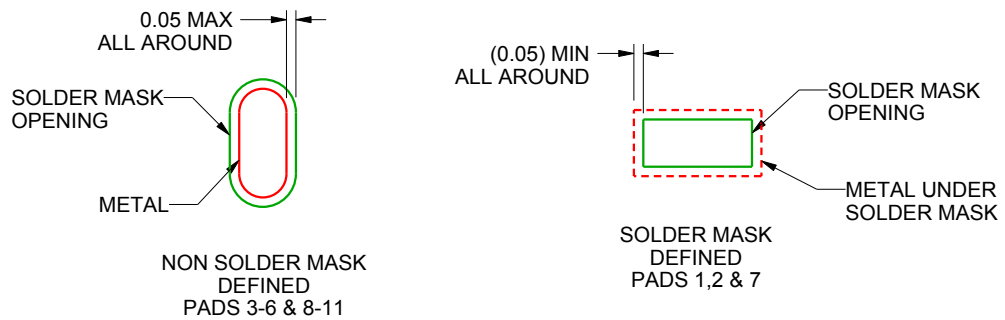 0.05 MAX
ALL AROUND
SOLDER MASK
OPENING
METAL
NON SOLDER MASK
DEFINED
PADS 3-6 & 8-11
(0.05) MIN
ALL AROUND
SOLDER MASK
OPENING
METAL UNDER
SOLDER MASK
SOLDER MASK
DEFINED
PADS 1,2 & 7